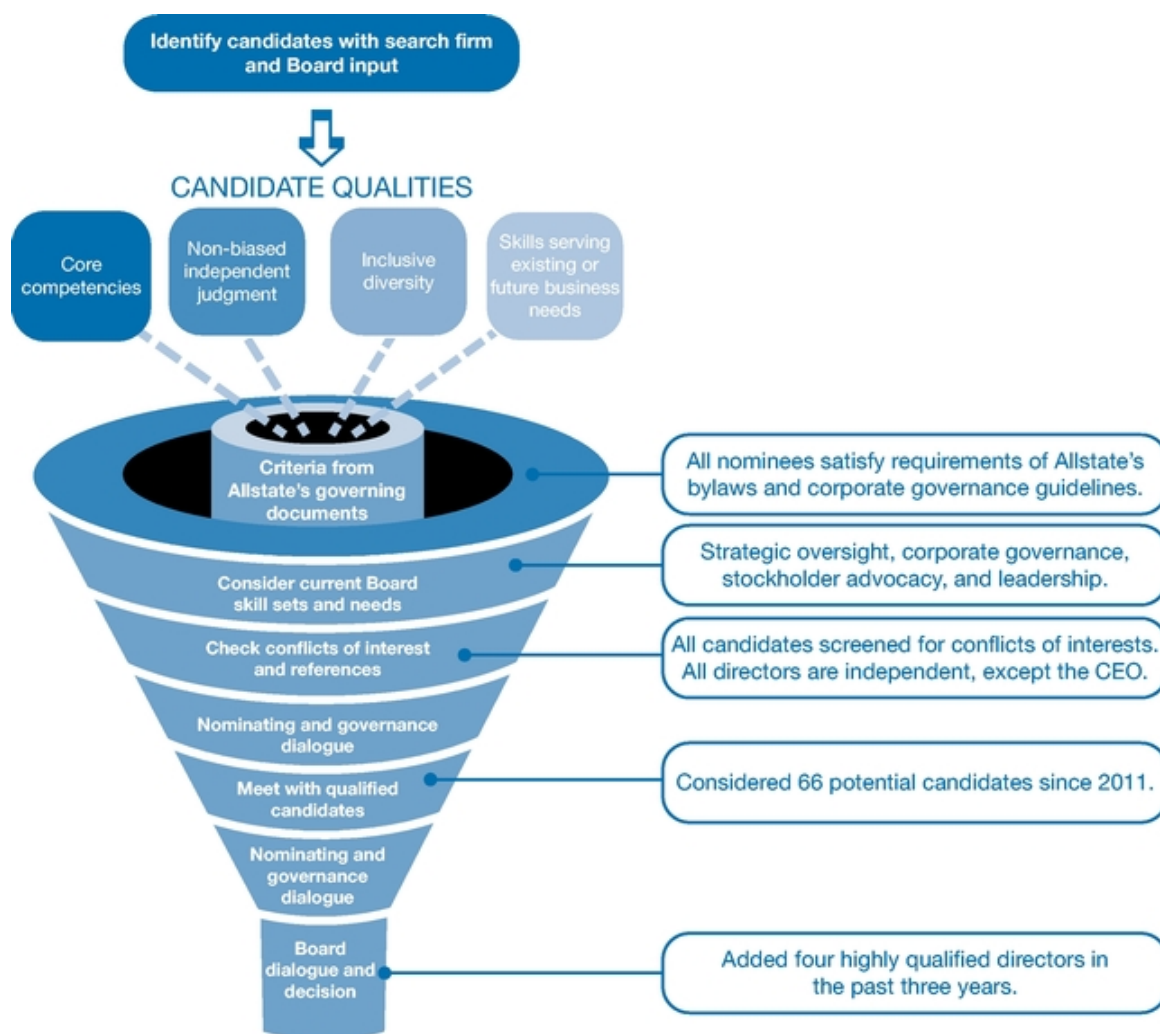 Identify candidates with search firm
and Board input
CANDIDATE QUALITIES
Core
competencies
Non-biased
independent
judgment
Inclusive
diversity
Skills serving
existing or
future business
needs
Criteria from
Allstate's governing
documents
All nominees satisfy requirements of Allstate's
bylaws and corporate governance guidelines.
Consider current Board
skill sets and needs
Strategic oversight, corporate governance,
stockholder advocacy, and leadership.
Check conflicts of interest
and references
All candidates screened for conflicts of interests.
All directors are independent, except the CEO.
Nominating and governance
dialogue
Meet with qualified
candidates
Considered 66 potential candidates since 2011.
Nominating and
governance
dialogue
Board
dialogue and
decision
Added four highly qualified directors in
the past three years.